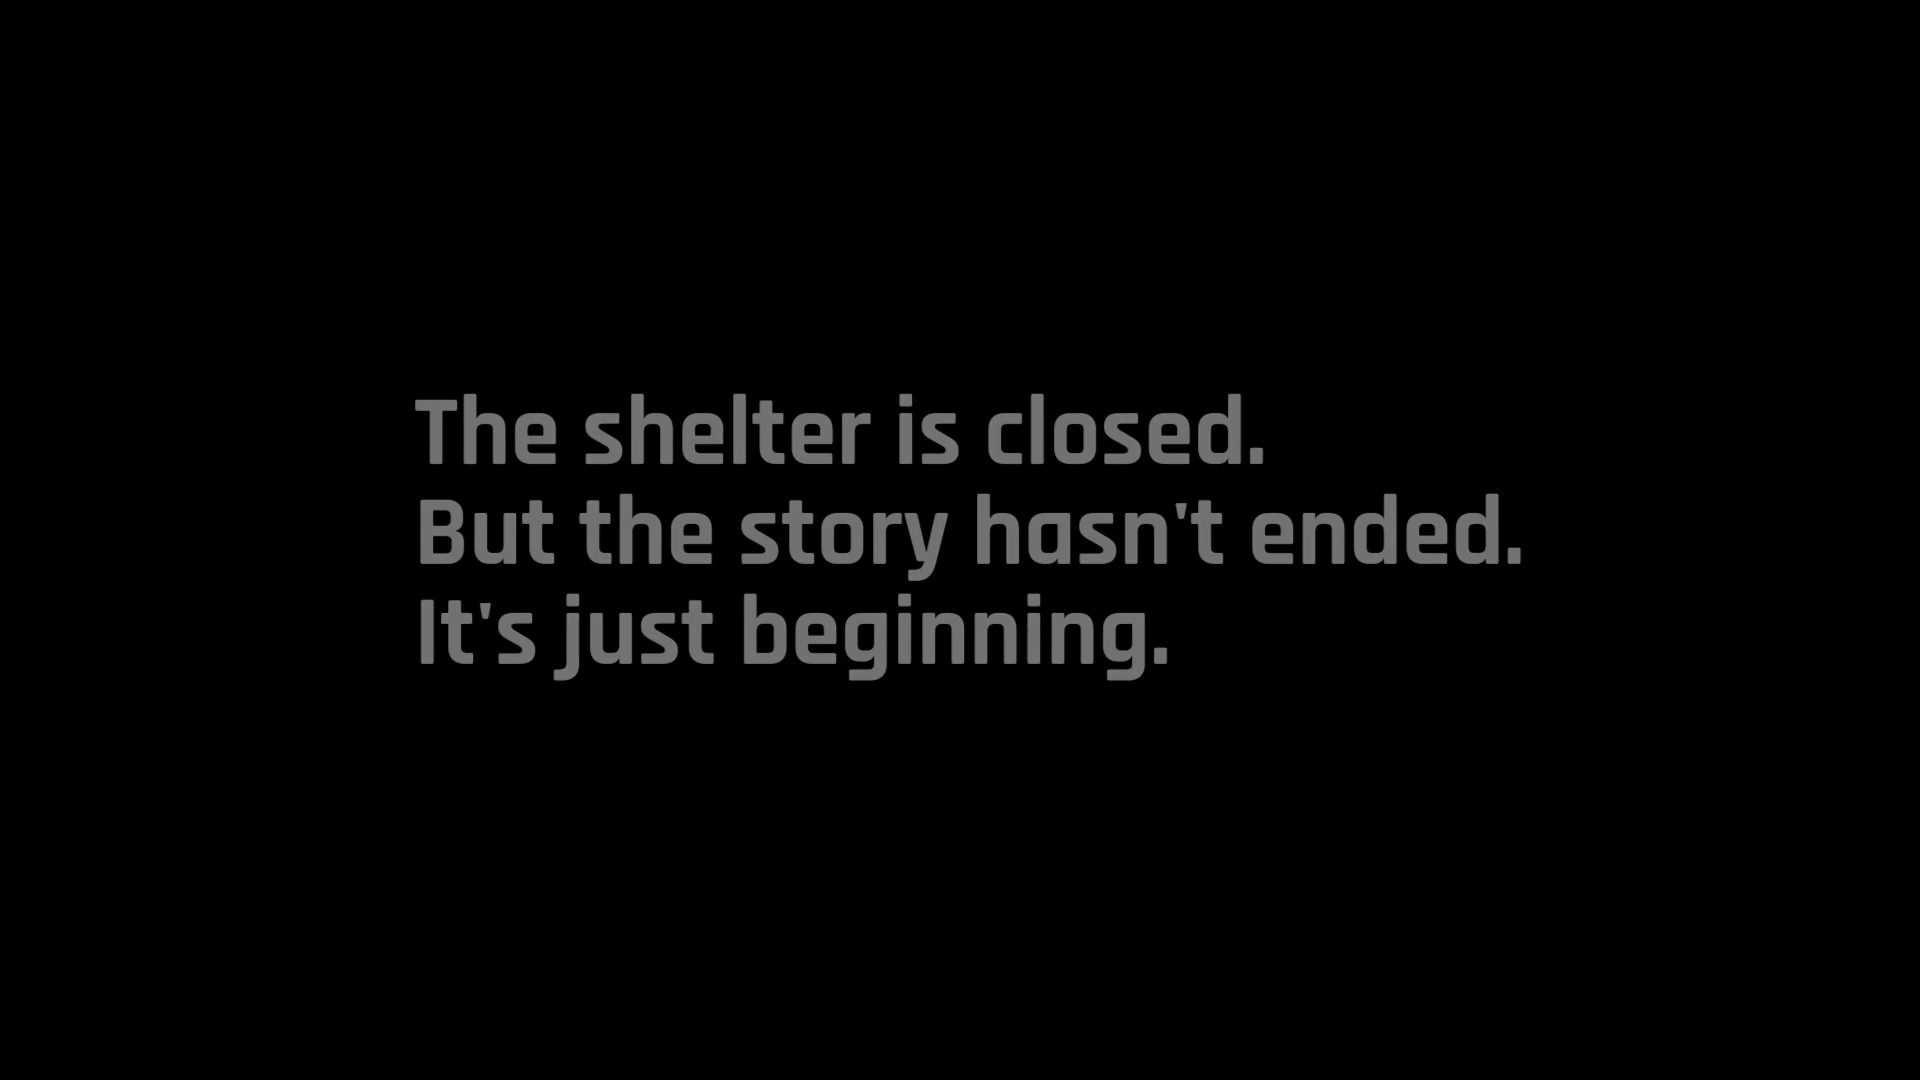 The shelter is closed.
But the story hasn't ended.
It's just beginning.